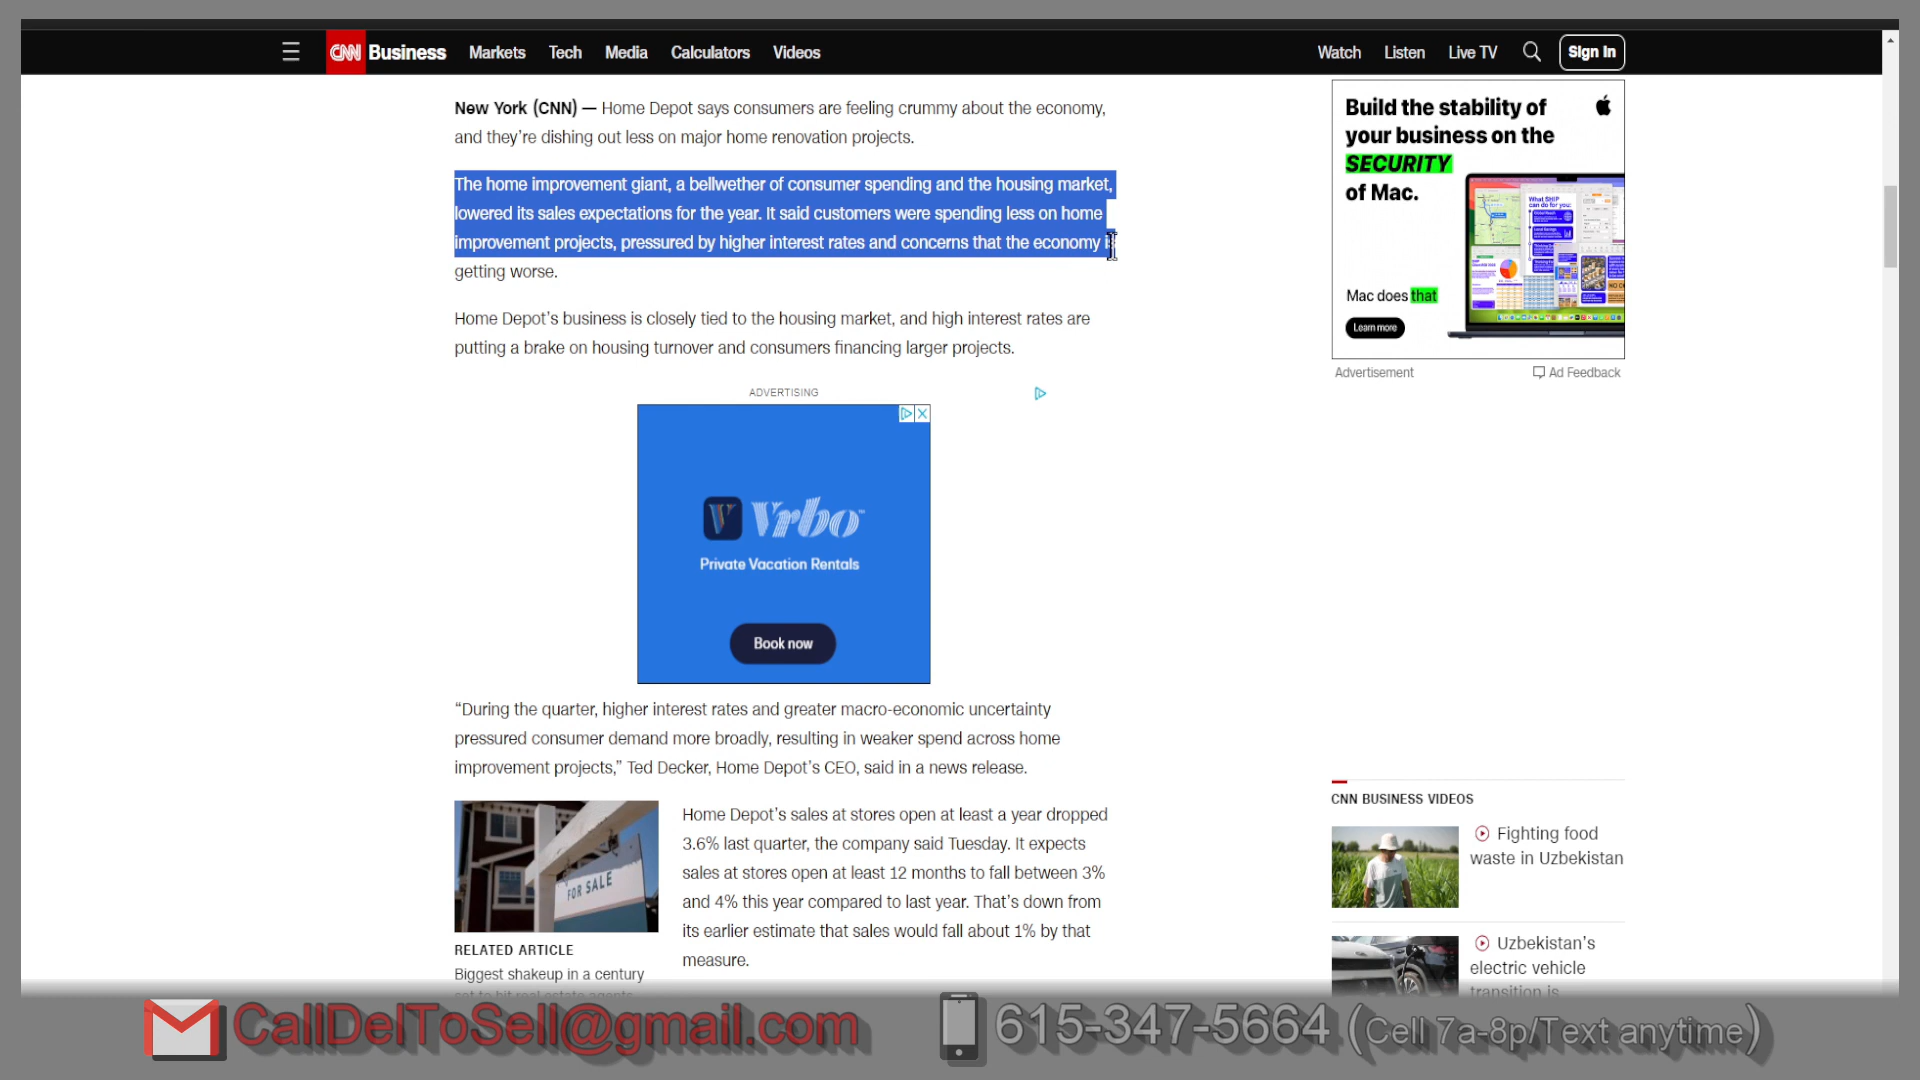 CNN Business Markets Tech Media Calculators Videos Watch Listen Live TV Sign in
New York (CNN) — Home Depot says consumers are feeling crummy about the economy,
and they’re dishing out less on major home renovation projects.
The home improvement giant, a bellwether of consumer spending and the housing market,
lowered its sales expectations for the year. It said customers were spending less on home
improvement projects, pressured by higher interest rates and concerns that the economy is
getting worse.
Home Depot’s business is closely tied to the housing market, and high interest rates are
putting a brake on housing turnover and consumers financing larger projects.
ADVERTISING
Vrbo
Private Vacation Rentals
Book now
“During the quarter, higher interest rates and greater macro-economic uncertainty
pressured consumer demand more broadly, resulting in weaker spend across home
improvement projects,” Ted Decker, Home Depot’s CEO, said in a news release.
FOR SALE
RELATED ARTICLE
Biggest shakeup in a century
Home Depot’s sales at stores open at least a year dropped
3.6% last quarter, the company said Tuesday. It expects
sales at stores open at least 12 months to fall between 3%
and 4% this year compared to last year. That’s down from
its earlier estimate that sales would fall about 1% by that
measure.
Build the stability of
your business on the
SECURITY
of Mac.
What SHIP
can do for you:
Mac does that
Learn more
Advertisement Ad Feedback
CNN BUSINESS VIDEOS
Fighting food
waste in Uzbekistan
Uzbekistan’s
electric vehicle
transition is
CallDelToSell@gmail.com 615-347-5664 (Cell 7a-8p/Text anytime)